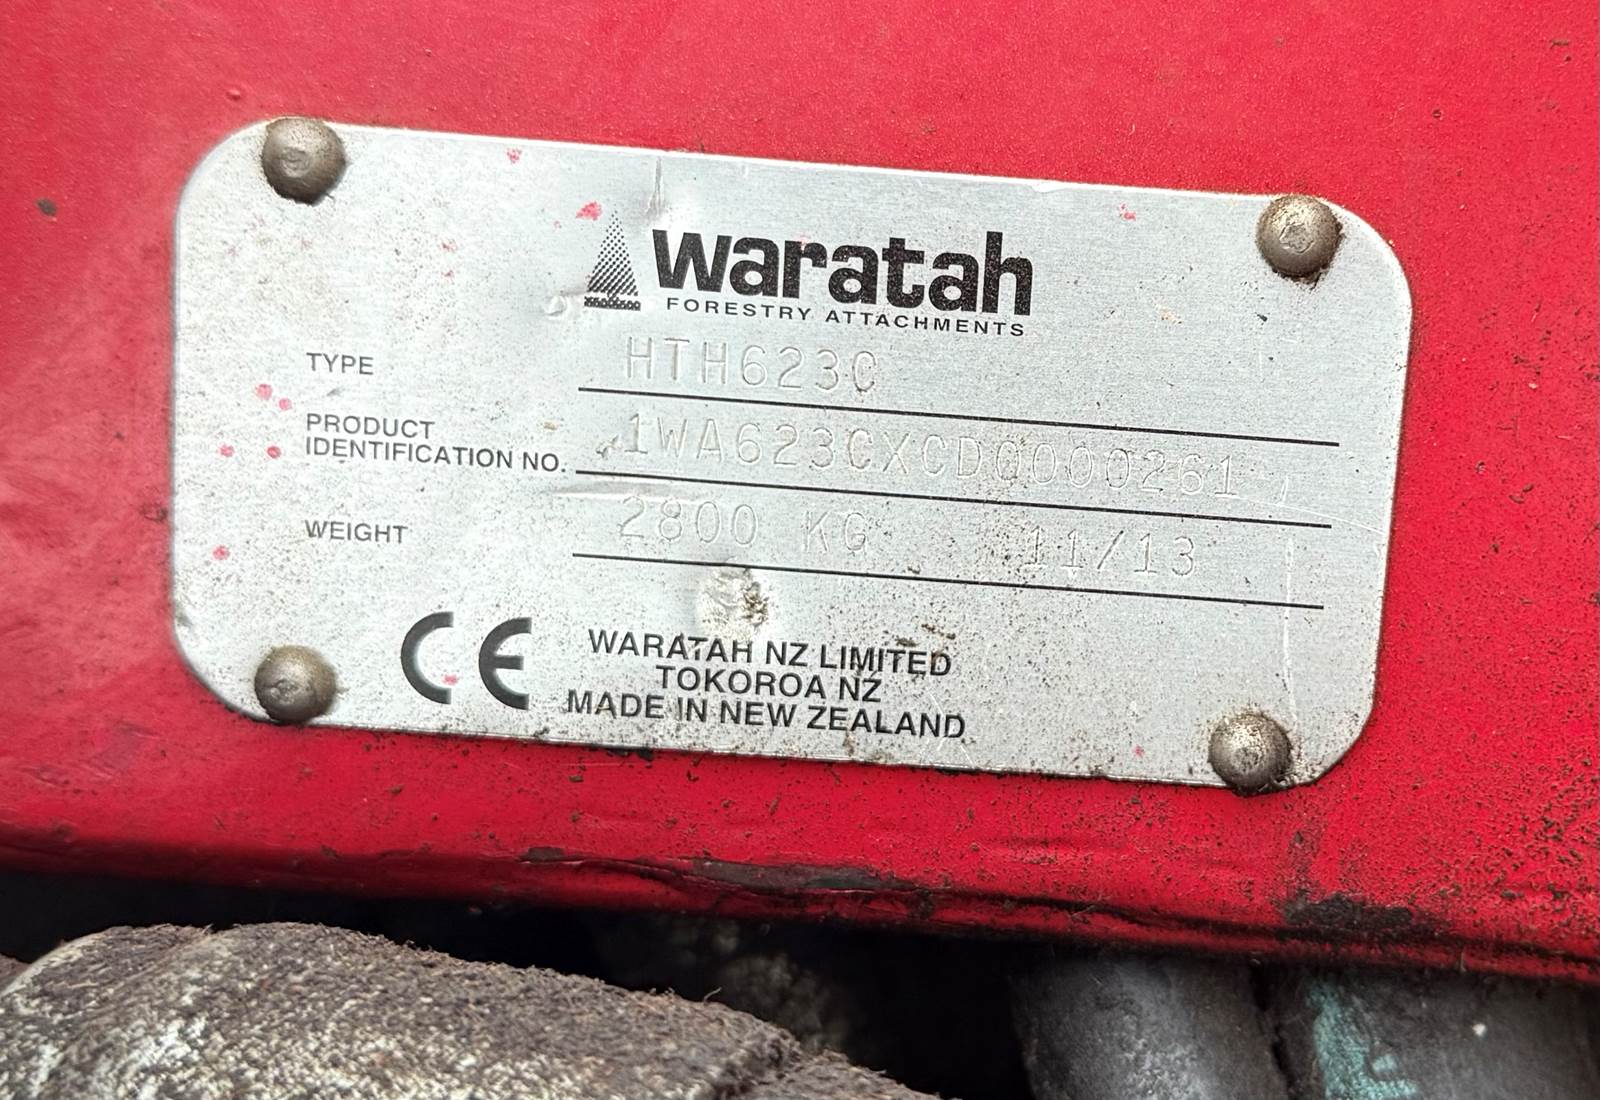 waratah
FORESTRY ATTACHMENTS
TYPE HTH623C
PRODUCT
IDENTIFICATION NO. 1WA623CXCD0000261
WEIGHT 2800 KG 11/13
CE
WARATAH NZ LIMITED
TOKOROA NZ
MADE IN NEW ZEALAND